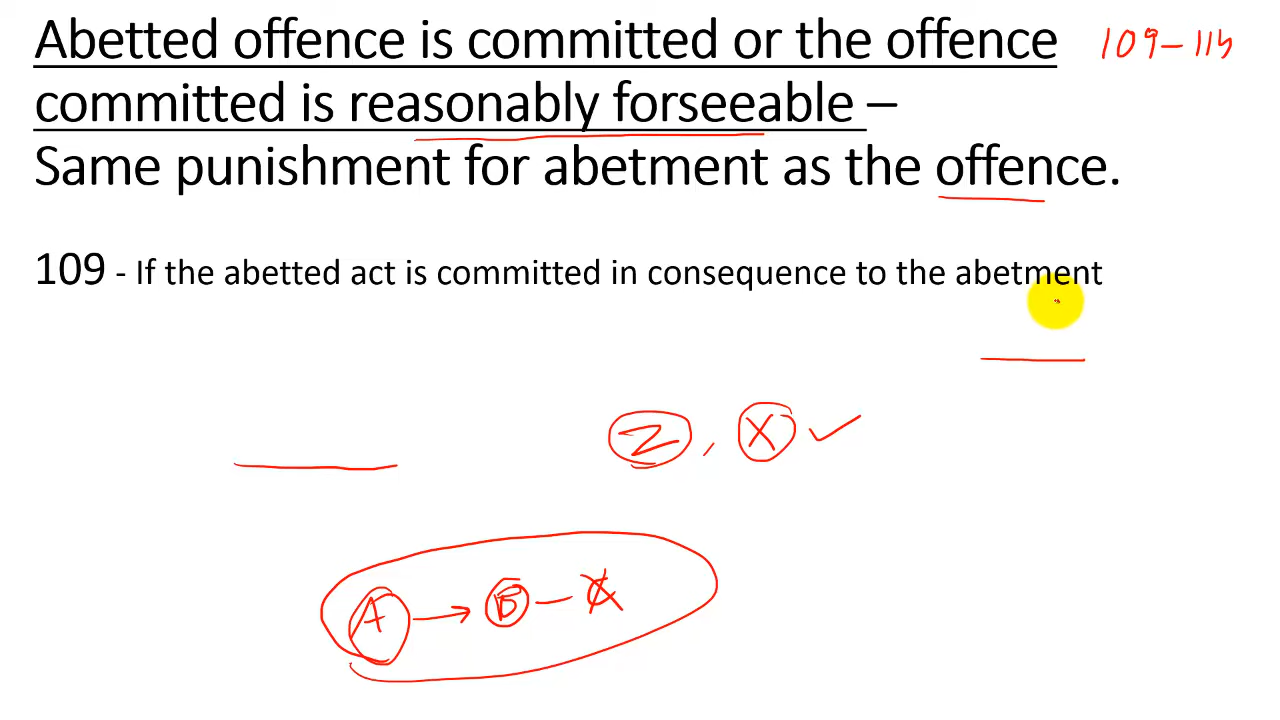 Abetted offence is committed or the offence 109-113
committed is reasonably forseeable –
Same punishment for abetment as the offence.
109 - If the abetted act is committed in consequence to the abetment
Z, X
A B